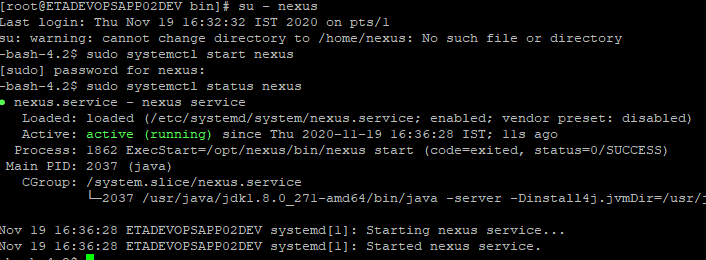 [root@ETADEVOPSAPP02DEV bin]# su - nexus
Last login: Thu Nov 19 16:32:32 IST 2020 on pts/1
su: warning: cannot change directory to /home/nexus: No such file or directory
-bash-4.2$ sudo systemctl start nexus
[sudo] password for nexus:
-bash-4.2$ sudo systemctl status nexus
● nexus.service - nexus service
   Loaded: loaded (/etc/systemd/system/nexus.service; enabled; vendor preset: disabled)
   Active: active (running) since Thu 2020-11-19 16:36:28 IST; 11s ago
  Process: 1862 ExecStart=/opt/nexus/bin/nexus start (code=exited, status=0/SUCCESS)
 Main PID: 2037 (java)
   CGroup: /system.slice/nexus.service
           └─2037 /usr/java/jdk1.8.0_271-amd64/bin/java -server -Dinstall4j.jvmDir=/usr/j

Nov 19 16:36:28 ETADEVOPSAPP02DEV systemd[1]: Starting nexus service...
Nov 19 16:36:28 ETADEVOPSAPP02DEV systemd[1]: Started nexus service.
-bash-4.2$